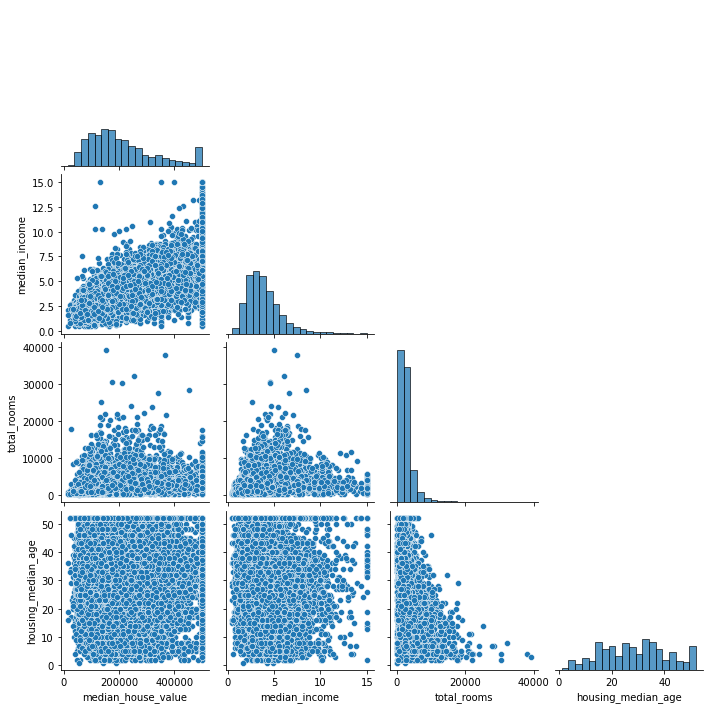 15.0
12.5
10.0
7.5
5.0
2.5
0.0
median_income
40000
30000
20000
10000
0
total_rooms
50
40
30
20
10
0
housing_median_age
0 200000 400000
median_house_value
0 5 10 15
median_income
0 20000 40000
total_rooms
0 20 40
housing_median_age